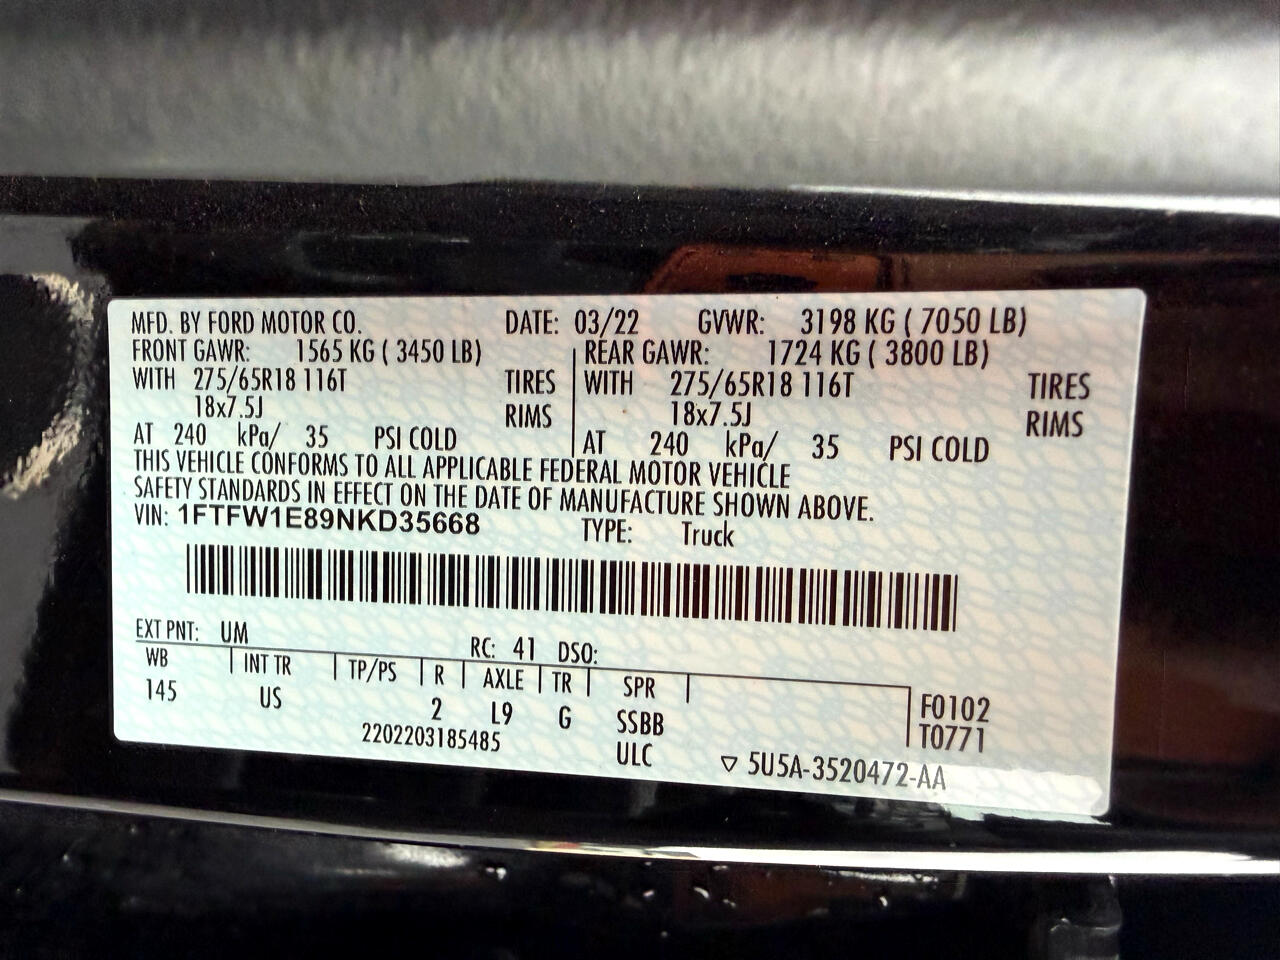 MFD. BY FORD MOTOR CO. DATE: 03/22 GVWR: 3198 KG ( 7050 LB)
FRONT GAWR: 1565 KG ( 3450 LB) REAR GAWR: 1724 KG ( 3800 LB)
WITH 275/65R18 116T TIRES WITH 275/65R18 116T TIRES
18x7.5J RIMS 18x7.5J RIMS
AT 240 kPa/ 35 PSI COLD AT 240 kPa/ 35 PSI COLD
THIS VEHICLE CONFORMS TO ALL APPLICABLE FEDERAL MOTOR VEHICLE
SAFETY STANDARDS IN EFFECT ON THE DATE OF MANUFACTURE SHOWN ABOVE.
VIN: 1FTFW1E89NKD35668 TYPE: Truck
EXT PNT: UM RC: 41 DSO:
WB INT TR TP/PS R AXLE TR SPR
145 US 2 L9 G SSBB F0102
2202203185485 ULC T0771
▽ 5U5A-3520472-AA